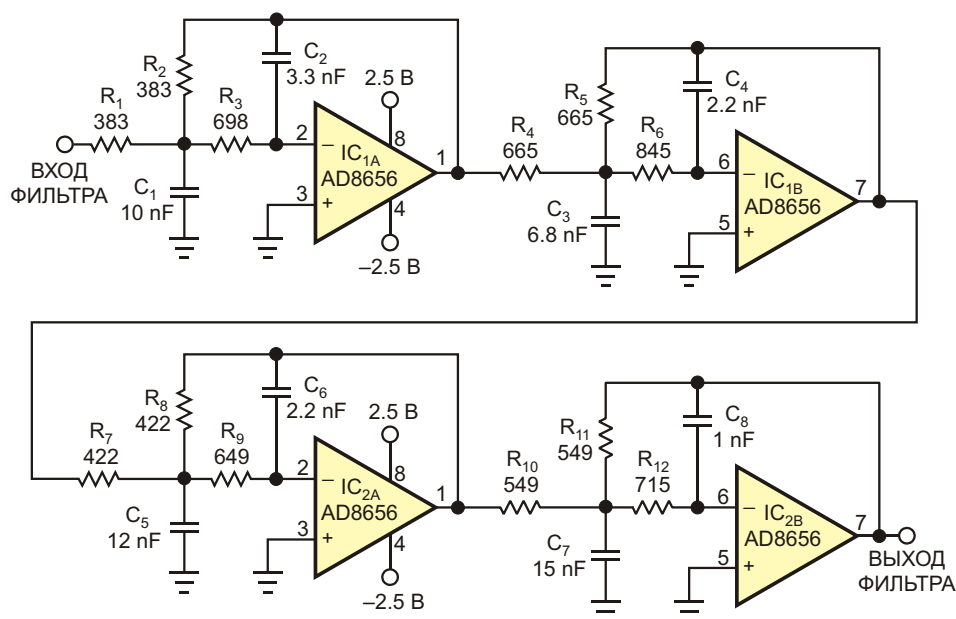 R1
383
ВХОД
ФИЛЬТРА
R2
383
R3
698
C1
10 nF
C2
3.3 nF
2.5 В
2
–
8
IC1A
AD8656
1
3
+
4
–2.5 В
R4
665
R5
665
R6
845
C3
6.8 nF
C4
2.2 nF
6
–
IC1B
AD8656
7
5
+
R7
422
R8
422
R9
649
C5
12 nF
C6
2.2 nF
2.5 В
2
–
8
IC2A
AD8656
1
3
+
4
–2.5 В
R10
549
R11
549
R12
715
C7
15 nF
C8
1 nF
6
–
IC2B
AD8656
7
5
+
ВЫХОД
ФИЛЬТРА